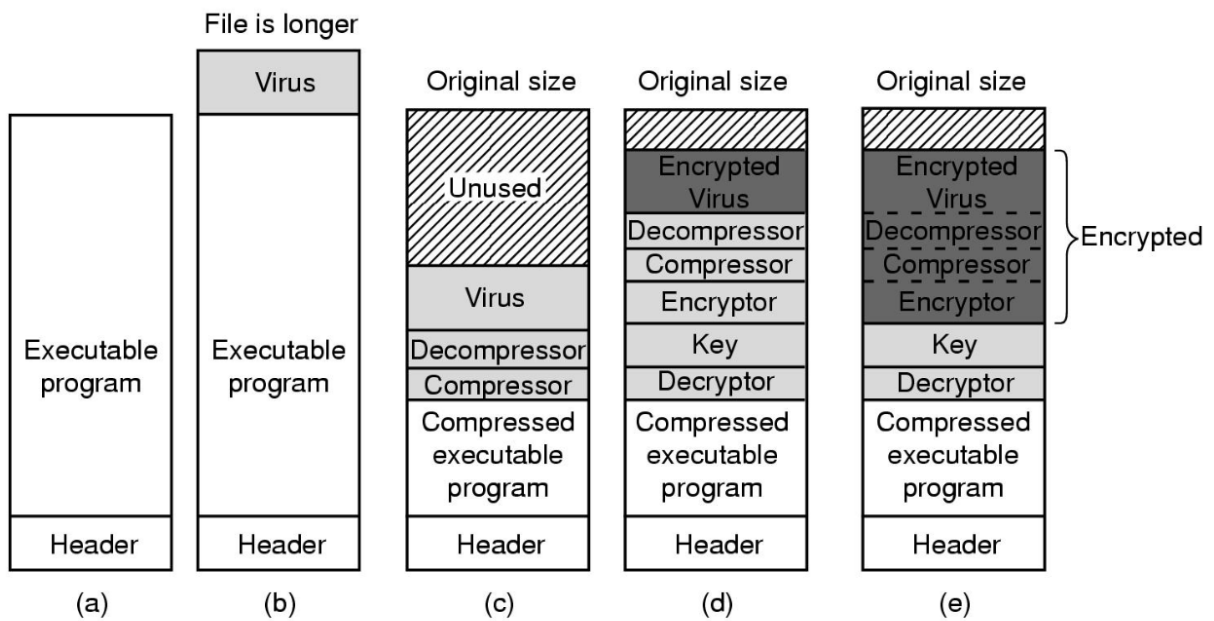 File is longer
Virus
Executable
program
Header
(b)
Executable
program
Header
(a)
Original size
Unused
Virus
Decompressor
Compressor
Compressed
executable
program
Header
(c)
Original size
Encrypted
Virus
Decompressor
Compressor
Encryptor
Key
Decryptor
Compressed
executable
program
Header
(d)
Original size
Encrypted
Virus
Decompressor
Compressor
Encryptor
Key
Decryptor
Compressed
executable
program
Header
(e)
Encrypted